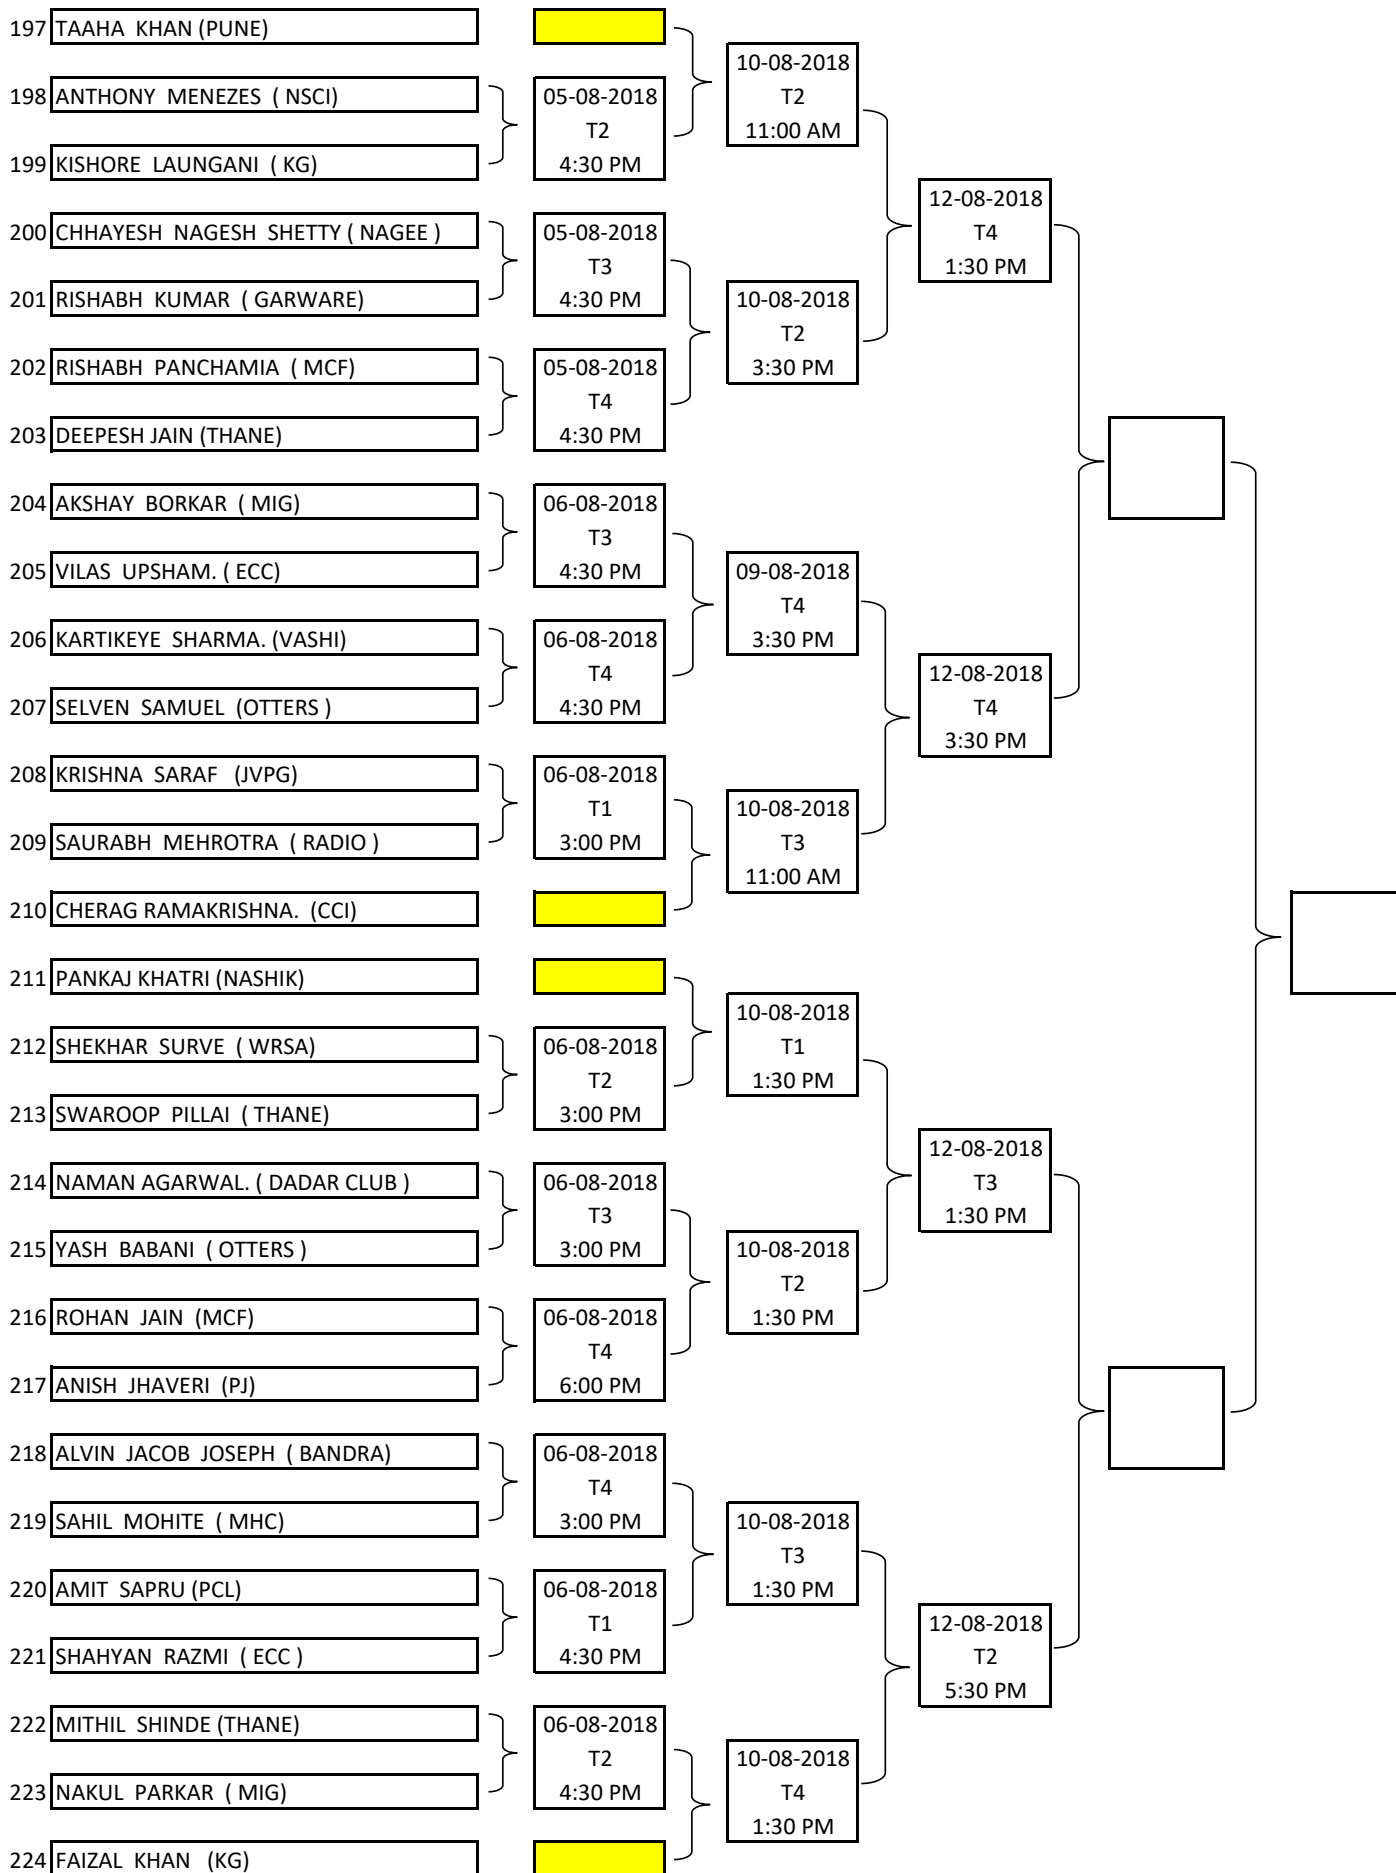 197 TAAHA KHAN (PUNE)
10-08-2018
198 ANTHONY MENEZES ( NSCI)
05-08-2018
T2
T2
11:00 AM
199 KISHORE LAUNGANI ( KG)
4:30 PM
12-08-2018
200 CHHAYESH NAGESH SHETTY ( NAGEE )
05-08-2018
T4
T3
1:30 PM
201 RISHABH KUMAR ( GARWARE)
4:30 PM
10-08-2018
T2
202 RISHABH PANCHAMIA ( MCF)
05-08-2018
3:30 PM
T4
203 DEEPESH JAIN (THANE)
4:30 PM
204 AKSHAY BORKAR ( MIG)
06-08-2018
T3
205 VILAS UPSHAM. ( ECC)
4:30 PM
09-08-2018
T4
206 KARTIKEYE SHARMA. (VASHI)
06-08-2018
3:30 PM
T4
12-08-2018
207 SELVEN SAMUEL (OTTERS )
4:30 PM
T4
3:30 PM
208 KRISHNA SARAF (JVPG)
06-08-2018
T1
10-08-2018
209 SAURABH MEHROTRA ( RADIO )
3:00 PM
T3
11:00 AM
210 CHERAG RAMAKRISHNA. (CCI)
211 PANKAJ KHATRI (NASHIK)
10-08-2018
212 SHEKHAR SURVE ( WRSA)
06-08-2018
T1
T2
1:30 PM
213 SWAROOP PILLAI ( THANE)
3:00 PM
12-08-2018
214 NAMAN AGARWAL. ( DADAR CLUB )
06-08-2018
T3
T3
1:30 PM
215 YASH BABANI ( OTTERS )
3:00 PM
10-08-2018
T2
216 ROHAN JAIN (MCF)
06-08-2018
1:30 PM
T4
217 ANISH JHAVERI (PJ)
6:00 PM
218 ALVIN JACOB JOSEPH ( BANDRA)
06-08-2018
T4
219 SAHIL MOHITE ( MHC)
3:00 PM
10-08-2018
T3
220 AMIT SAPRU (PCL)
06-08-2018
1:30 PM
T1
12-08-2018
221 SHAHYAN RAZMI ( ECC )
4:30 PM
T2
5:30 PM
222 MITHIL SHINDE (THANE)
06-08-2018
T2
10-08-2018
223 NAKUL PARKAR ( MIG)
4:30 PM
T4
1:30 PM
224 FAIZAL KHAN (KG)